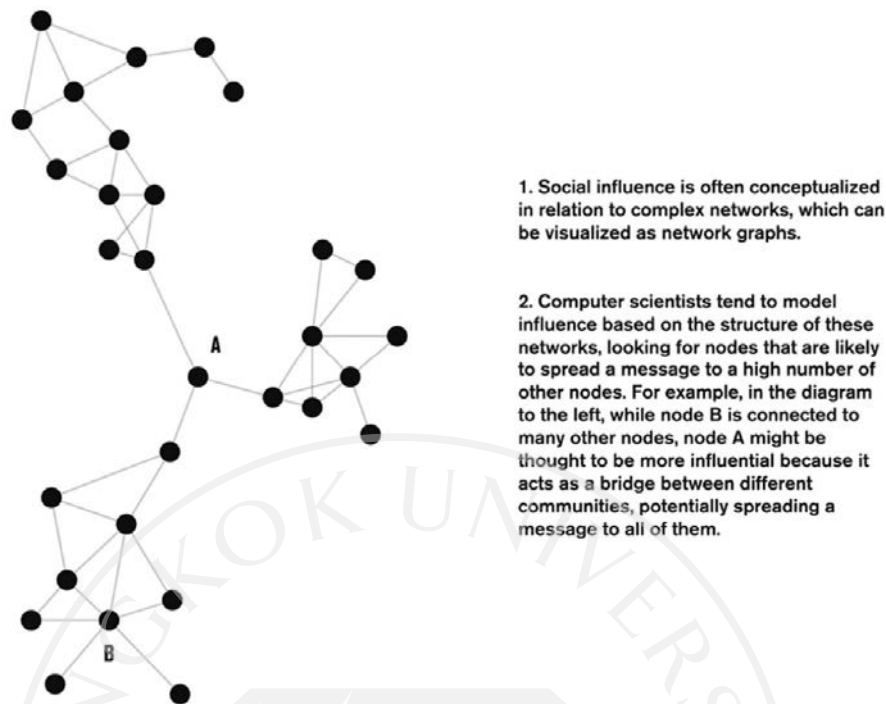 A
B
1. Social influence is often conceptualized
in relation to complex networks, which can
be visualized as network graphs.
2. Computer scientists tend to model
influence based on the structure of these
networks, looking for nodes that are likely
to spread a message to a high number of
other nodes. For example, in the diagram
to the left, while node B is connected to
many other nodes, node A might be
thought to be more influential because it
acts as a bridge between different
communities, potentially spreading a
message to all of them.
NGKOK UNIVERS